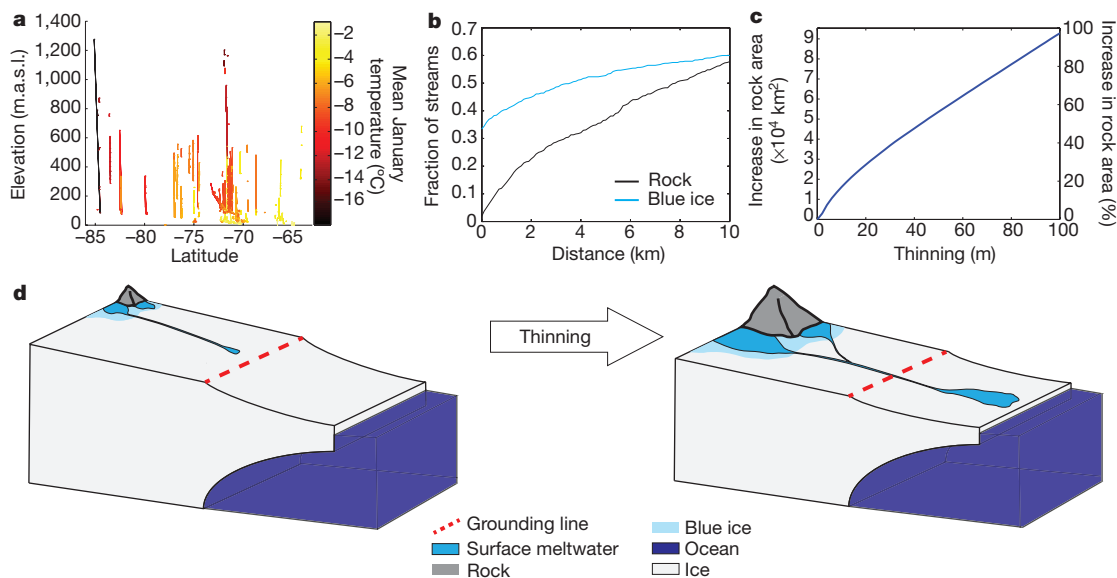 a
1,400
1,200
1,000
800
600
400
200
0
Elevation (m.a.s.l.)
−85
−80
−75
−70
−65
Latitude
−2
−4
−6
−8
−10
−12
−14
−16
Mean January
temperature (°C)
b
0.7
0.6
0.5
0.4
0.3
0.2
0.1
0
Fraction of streams
0
2
4
6
8
10
Distance (km)
Rock
Blue ice
c
9
8
7
6
5
4
3
2
1
0
Increase in rock area
(×10⁴ km²)
0
20
40
60
80
100
Thinning (m)
100
80
60
40
20
0
Increase in
rock area (%)
d
Thinning
Grounding line
Surface meltwater
Rock
Blue ice
Ocean
Ice